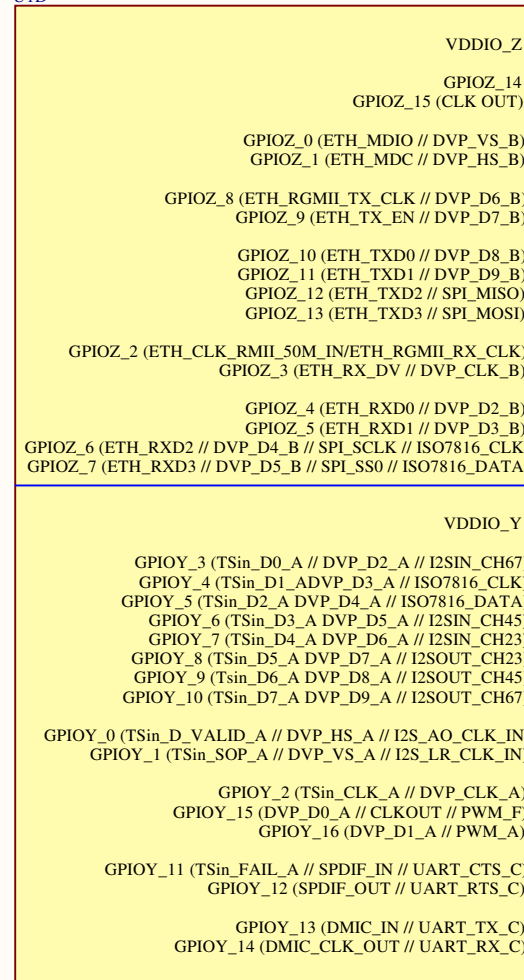 VDDIO_Z
GPIOZ_14
GPIOZ_15 (CLK OUT)
GPIOZ_0 (ETH_MDIO // DVP_VS_B)
GPIOZ_1 (ETH_MDC // DVP_HS_B)
GPIOZ_8 (ETH_RGMII_TX_CLK // DVP_D6_B)
GPIOZ_9 (ETH_TX_EN // DVP_D7_B)
GPIOZ_10 (ETH_TXD0 // DVP_D8_B)
GPIOZ_11 (ETH_TXD1 // DVP_D9_B)
GPIOZ_12 (ETH_TXD2 // SPI_MISO)
GPIOZ_13 (ETH_TXD3 // SPI_MOSI)
GPIOZ_2 (ETH_CLK_RMII_50M_IN/ETH_RGMII_RX_CLK)
GPIOZ_3 (ETH_RX_DV // DVP_CLK_B)
GPIOZ_4 (ETH_RXD0 // DVP_D2_B)
GPIOZ_5 (ETH_RXD1 // DVP_D3_B)
GPIOZ_6 (ETH_RXD2 // DVP_D4_B // SPI_SCLK // ISO7816_CLK
GPIOZ_7 (ETH_RXD3 // DVP_D5_B // SPI_SS0 // ISO7816_DATA
VDDIO_Y
GPIOY_3 (TSin_D0_A // DVP_D2_A // I2SIN_CH67)
GPIOY_4 (TSin_D1_ADVP_D3_A // ISO7816_CLK)
GPIOY_5 (TSin_D2_A DVP_D4_A // ISO7816_DATA)
GPIOY_6 (TSin_D3_A DVP_D5_A // I2SIN_CH45)
GPIOY_7 (TSin_D4_A DVP_D6_A // I2SIN_CH23)
GPIOY_8 (TSin_D5_A DVP_D7_A // I2SOUT_CH23)
GPIOY_9 (TSin_D6_A DVP_D8_A // I2SOUT_CH45)
GPIOY_10 (TSin_D7_A DVP_D9_A // I2SOUT_CH67)
GPIOY_0 (TSin_D_VALID_A // DVP_HS_A // I2S_AO_CLK_IN)
GPIOY_1 (TSin_SOP_A // DVP_VS_A // I2S_LR_CLK_IN)
GPIOY_2 (TSin_CLK_A // DVP_CLK_A)
GPIOY_15 (DVP_D0_A // CLKOUT // PWM_F)
GPIOY_16 (DVP_D1_A // PWM_A)
GPIOY_11 (TSin_FAIL_A // SPDIF_IN // UART_CTS_C)
GPIOY_12 (SPDIF_OUT // UART_RTS_C)
GPIOY_13 (DMIC_IN // UART_TX_C)
GPIOY_14 (DMIC_CLK_OUT // UART_RX_C)